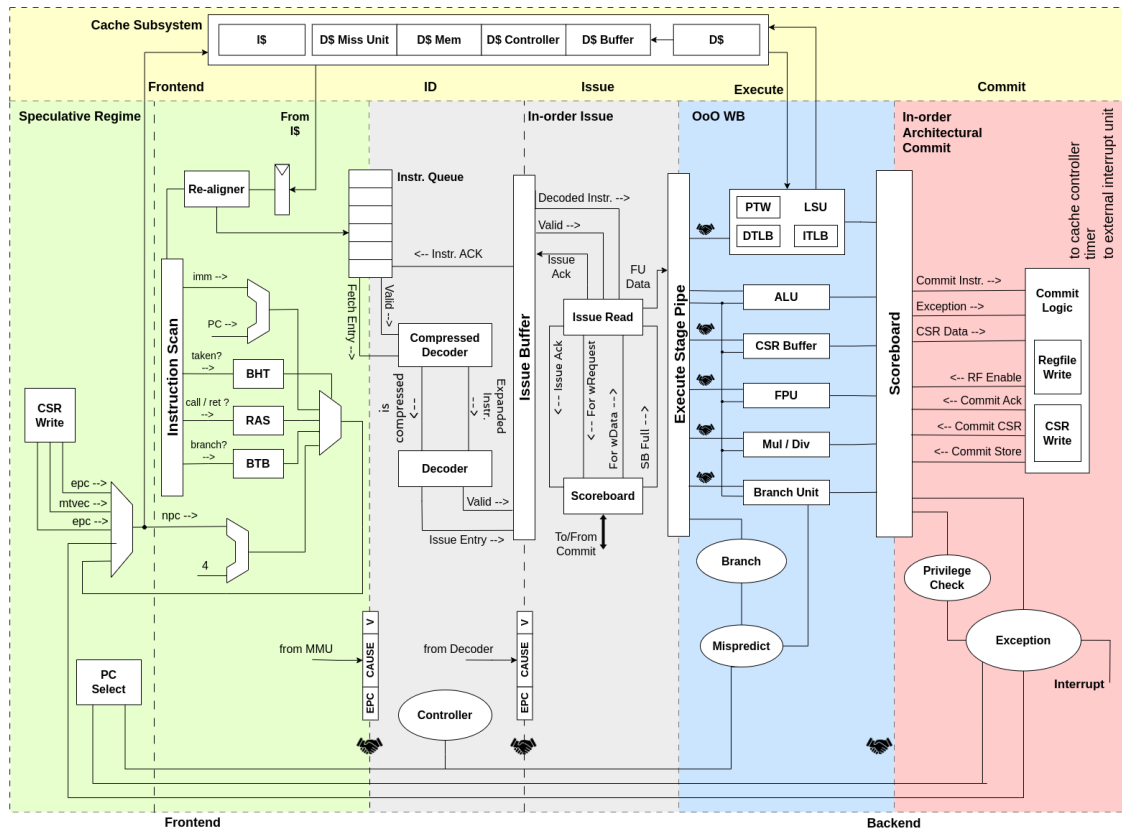 Cache Subsystem
I$
D$ Miss Unit
D$ Mem
D$ Controller
D$ Buffer
D$
Frontend
ID
Issue
Execute
Commit
Speculative Regime
From
I$
In-order Issue
OoO WB
In-order
Architectural
Commit
to cache controller
timer
to external interrupt unit
Re-aligner
Instr. Queue
Decoded Instr. -->
Valid -->
<-- Instr. ACK
Issue
Ack
FU
Data
PTW
LSU
DTLB
ITLB
Instruction Scan
imm -->
PC -->
taken?
-->
BHT
call / ret ?
-->
RAS
branch?
-->
BTB
Fetch Entry -->
Valid -->
Compressed
Decoder
is
compressed
<---
Expanded
Instr.
<---
Decoder
Valid -->
Issue Entry -->
Issue Buffer
Issue Read
<--- Issue Ack
<--- For wRequest
For wData --->
SB Full --->
Scoreboard
To/From
Commit
Execute Stage Pipe
ALU
CSR Buffer
FPU
Mul / Div
Branch Unit
Scoreboard
Commit Instr. -->
Exception -->
CSR Data -->
<-- RF Enable
<-- Commit Ack
<-- Commit CSR
<-- Commit Store
Commit
Logic
Regfile
Write
CSR
Write
CSR
Write
epc -->
mtvec -->
epc -->
npc -->
4
Branch
Mispredict
Privilege
Check
Exception
Interrupt
from MMU
V
CAUSE
EPC
from Decoder
V
CAUSE
EPC
PC
Select
Controller
Frontend
Backend